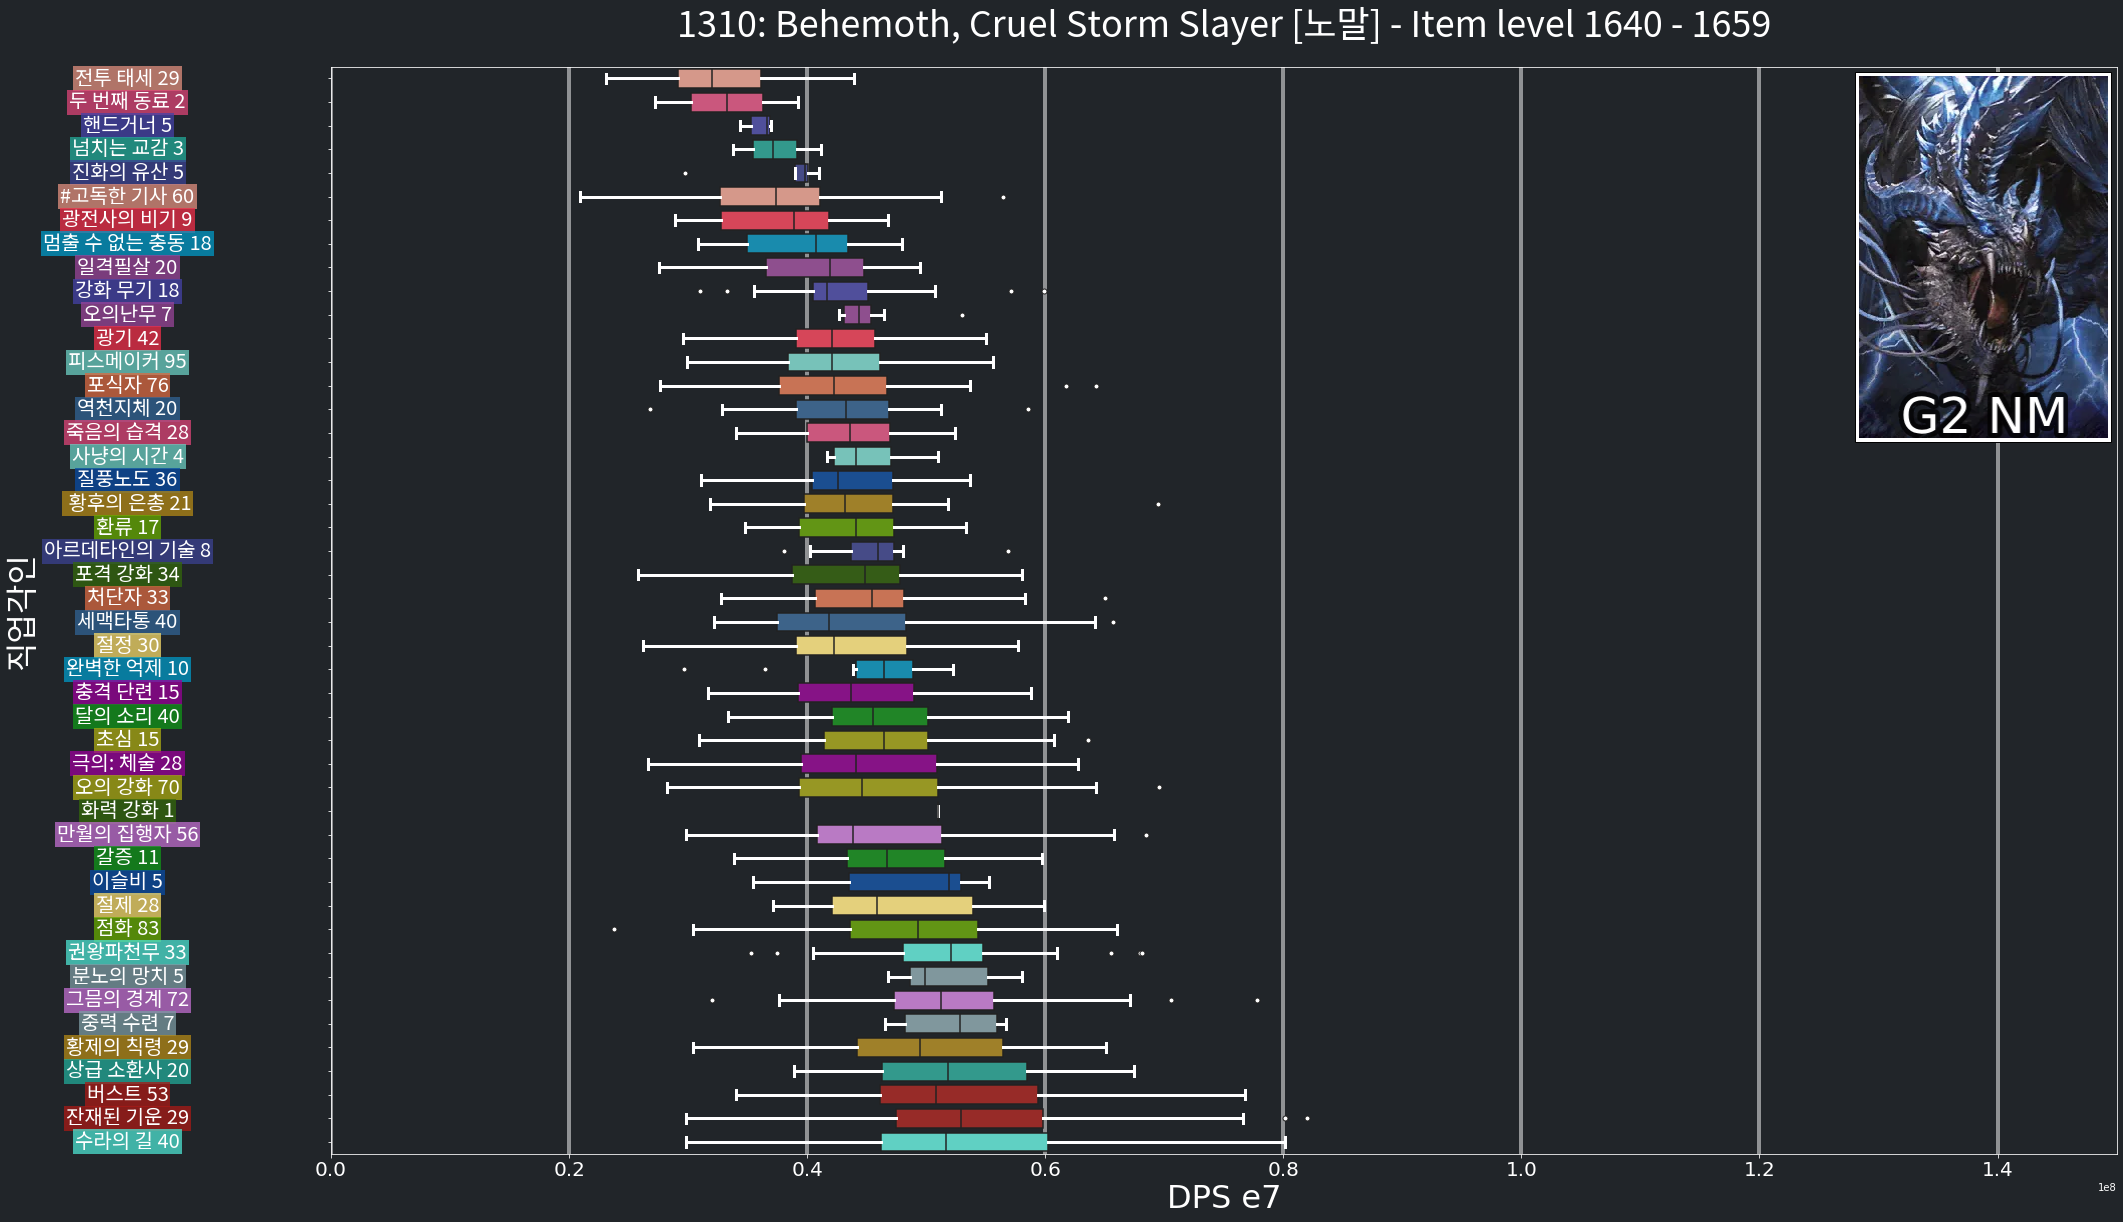 1310: Behemoth, Cruel Storm Slayer [노말] - Item level 1640 - 1659
전투 태세 29
두 번째 동료 2
핸드거너 5
넘치는 교감 3
진화의 유산 5
#고독한 기사 60
광전사의 비기 9
멈출 수 없는 충동 18
일격필살 20
강화 무기 18
오의난무 7
광기 42
피스메이커 95
포식자 76
역천지체 20
죽음의 습격 28
사냥의 시간 4
질풍노도 36
황후의 은총 21
환류 17
아르데타인의 기술 8
포격 강화 34
처단자 33
세맥타통 40
절정 30
완벽한 억제 10
충격 단련 15
달의 소리 40
초심 15
극의: 체술 28
오의 강화 70
화력 강화 1
만월의 집행자 56
갈증 11
이슬비 5
절제 28
점화 83
권왕파천무 33
분노의 망치 5
그믐의 경계 72
중력 수련 7
황제의 칙령 29
상급 소환사 20
버스트 53
잔재된 기운 29
수라의 길 40
직업각인
G2 NM
0.0 0.2 0.4 0.6 0.8 1.0 1.2 1.4
1e8
DPS e7